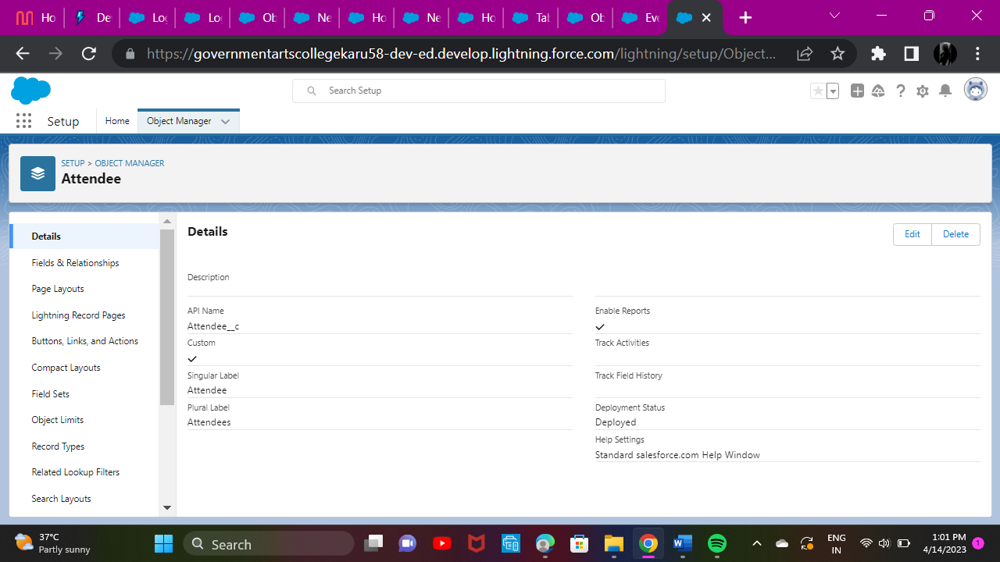 Ho
De
Log
Log
Ob
Ne
Ho
Ne
Ho
Tab
Ob
Eve
https://governmentartscollegekaru58-dev-ed.develop.lightning.force.com/lightning/setup/Object...
Search Setup
Setup
Home
Object Manager
SETUP > OBJECT MANAGER
Attendee
Details
Fields & Relationships
Page Layouts
Lightning Record Pages
Buttons, Links, and Actions
Compact Layouts
Field Sets
Object Limits
Record Types
Related Lookup Filters
Search Layouts
Details
Edit
Delete
Description
API Name
Attendee__c
Custom
Singular Label
Attendee
Plural Label
Attendees
Enable Reports
Track Activities
Track Field History
Deployment Status
Deployed
Help Settings
Standard salesforce.com Help Window
37°C
Partly sunny
Search
ENG
IN
1:01 PM
4/14/2023
1